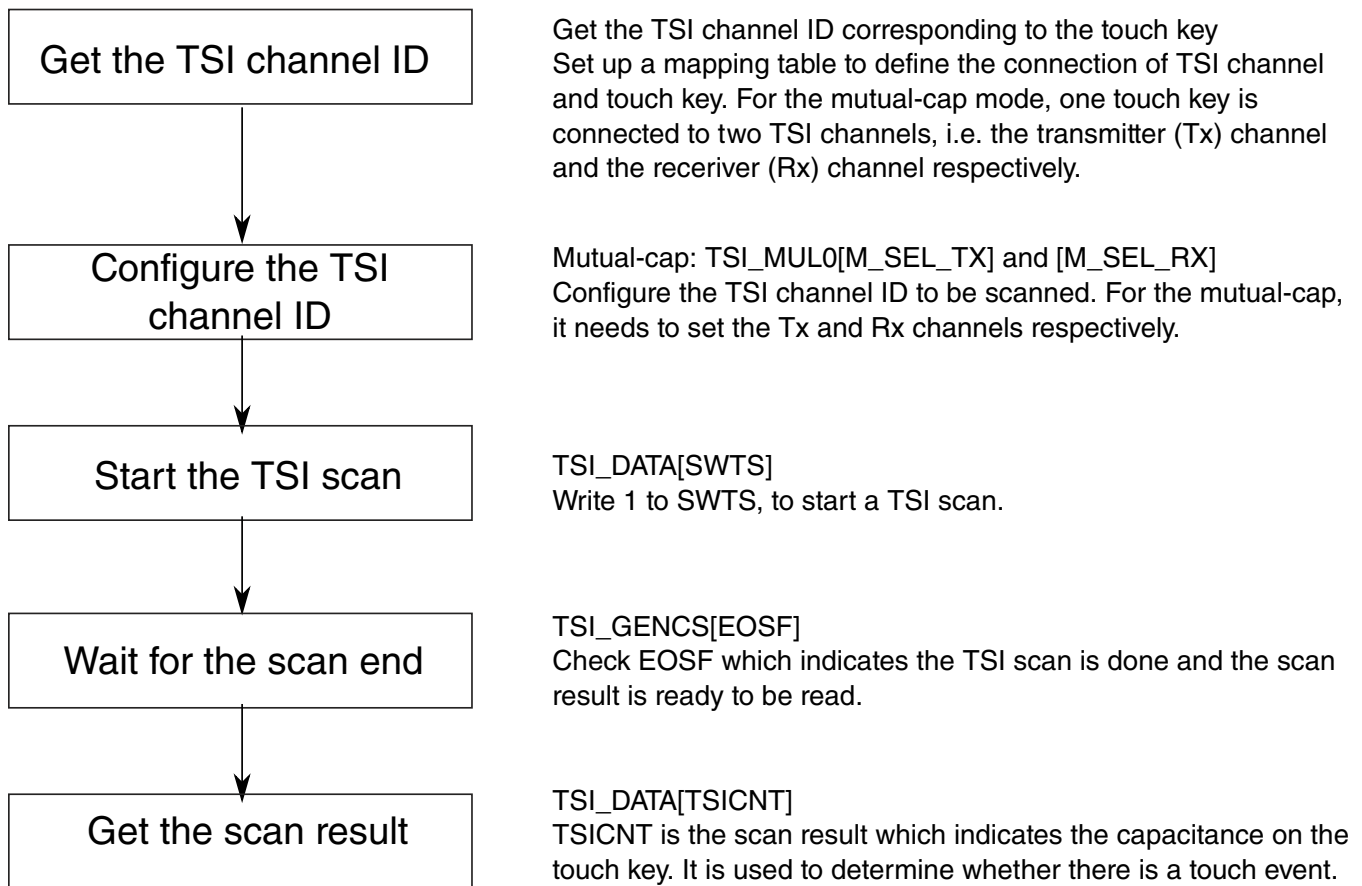 Get the TSI channel ID
Get the TSI channel ID corresponding to the touch key
Set up a mapping table to define the connection of TSI channel
and touch key. For the mutual-cap mode, one touch key is
connected to two TSI channels, i.e. the transmitter (Tx) channel
and the receriver (Rx) channel respectively.
Configure the TSI
channel ID
Mutual-cap: TSI_MUL0[M_SEL_TX] and [M_SEL_RX]
Configure the TSI channel ID to be scanned. For the mutual-cap,
it needs to set the Tx and Rx channels respectively.
Start the TSI scan
TSI_DATA[SWTS]
Write 1 to SWTS, to start a TSI scan.
Wait for the scan end
TSI_GENCS[EOSF]
Check EOSF which indicates the TSI scan is done and the scan
result is ready to be read.
Get the scan result
TSI_DATA[TSICNT]
TSICNT is the scan result which indicates the capacitance on the
touch key. It is used to determine whether there is a touch event.